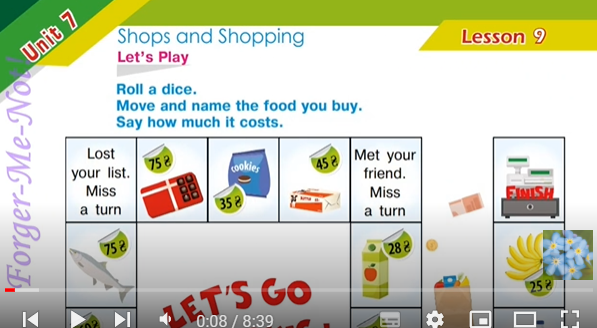 Unit 7
Shops and Shopping
Lesson 9
Let's Play
Roll a dice.
Move and name the food you buy.
Say how much it costs.
Forger-Me-Not!
Lost
your list.
Miss
a turn
75 ₴
cookies
35 ₴
45 ₴
BUTTER
Met your
friend.
Miss
a turn
FINISH
75 ₴
LET'S GO
28 ₴
25 ₴
0:08 / 8:39